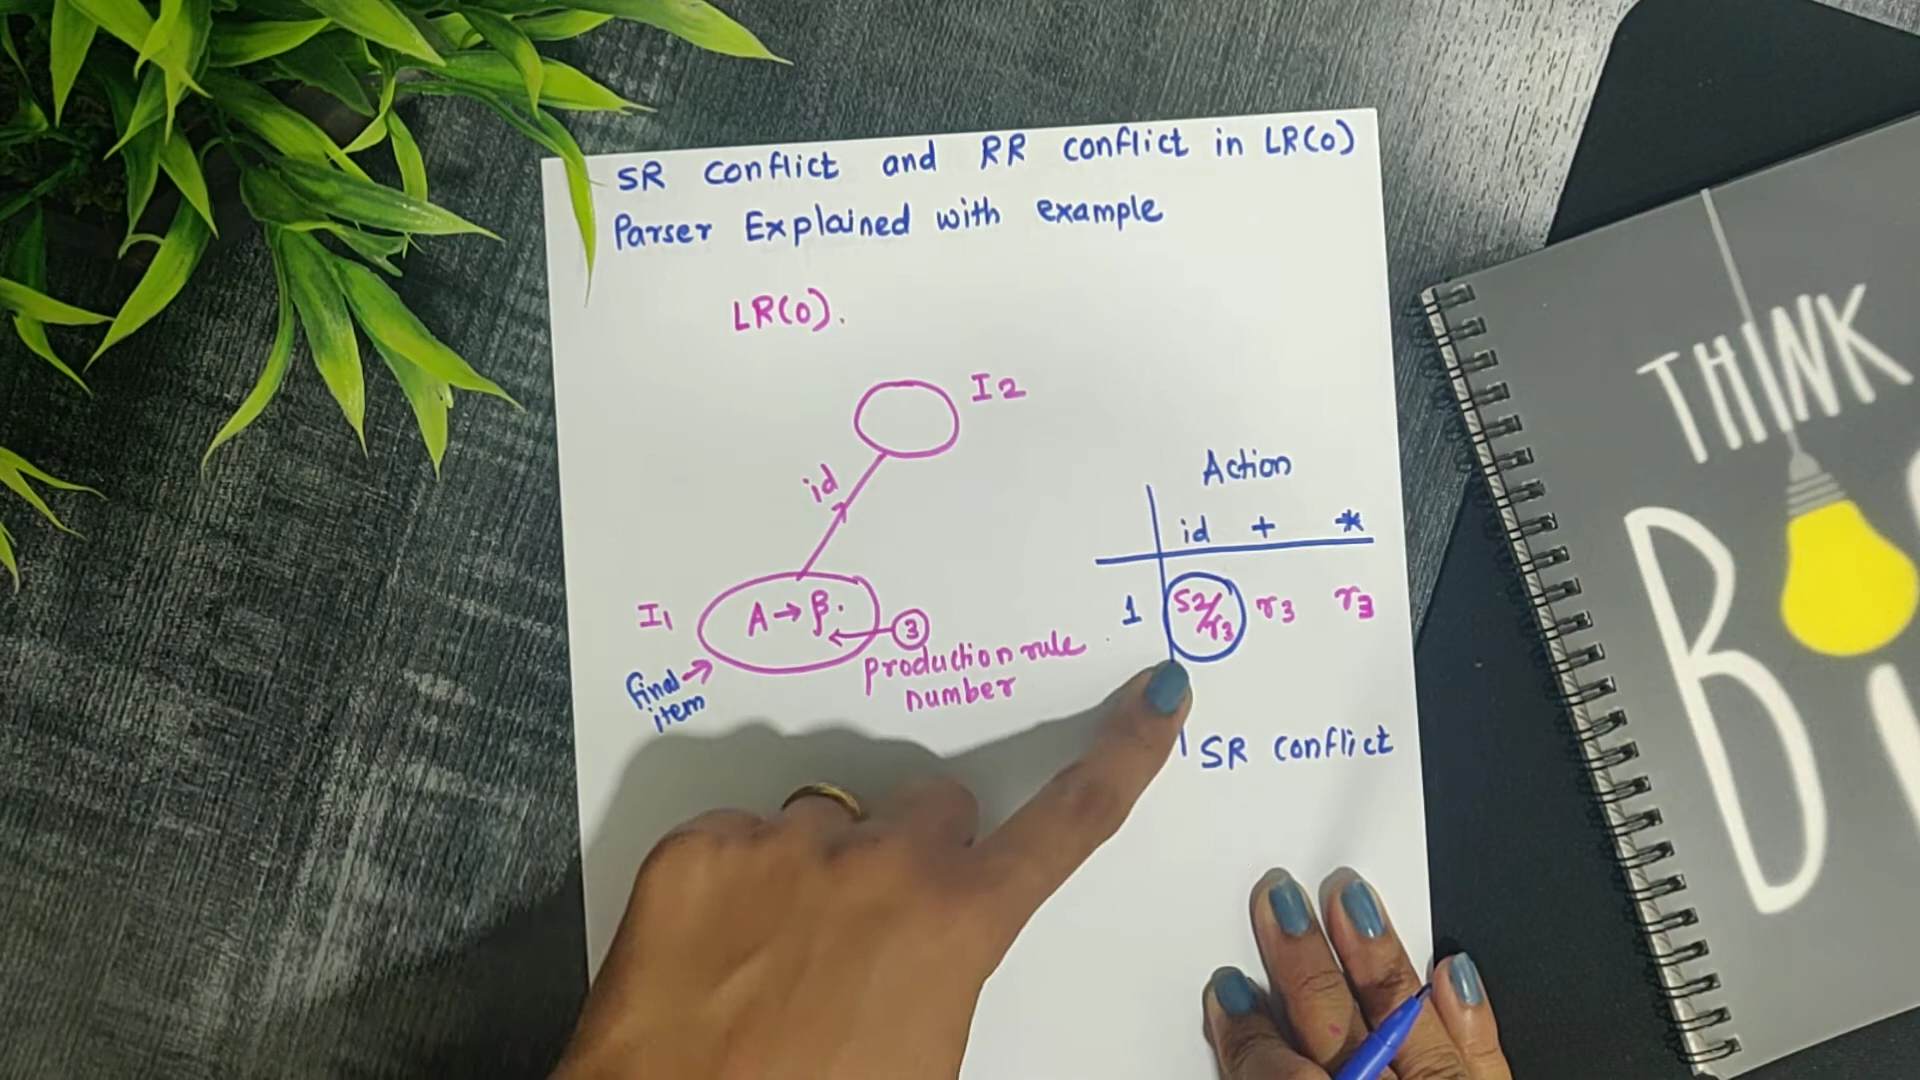 SR conflict and RR conflict in LR(0)
Parser Explained with example
LR(0).
I2
id
Action
id + *
I1 A→β. ③
1 S2/r3 r3 r3
final item
production rule number
SR conflict
THINK